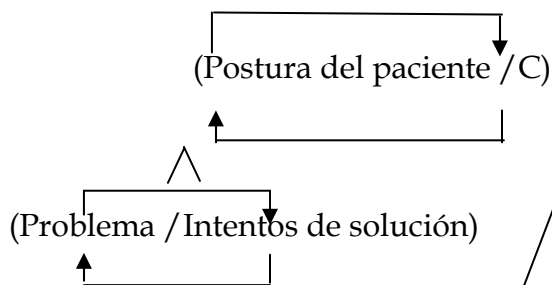 (Postura del paciente /C)
(Problema /Intentos de solución)